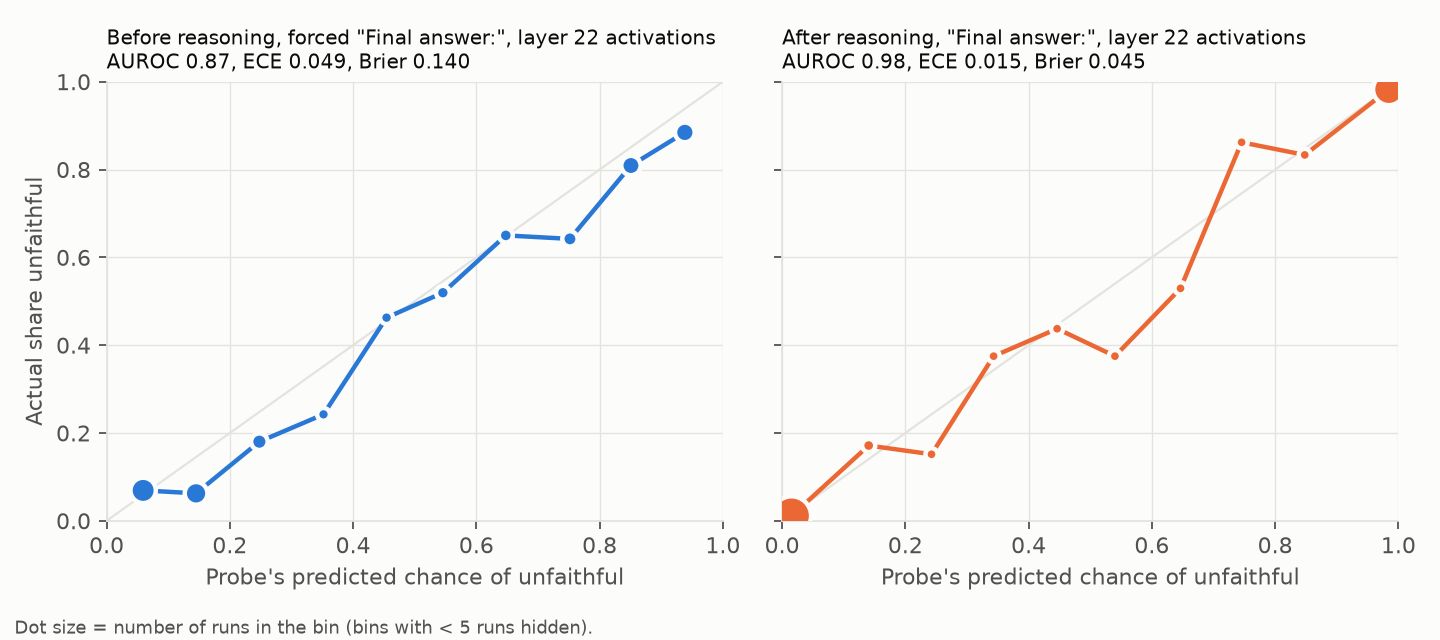 Before reasoning, forced "Final answer:", layer 22 activations
AUROC 0.87, ECE 0.049, Brier 0.140
After reasoning, "Final answer:", layer 22 activations
AUROC 0.98, ECE 0.015, Brier 0.045
Actual share unfaithful
1.0
0.8
0.6
0.4
0.2
0.0
0.0 0.2 0.4 0.6 0.8 1.0
0.0 0.2 0.4 0.6 0.8 1.0
Probe's predicted chance of unfaithful
Probe's predicted chance of unfaithful
Dot size = number of runs in the bin (bins with < 5 runs hidden).